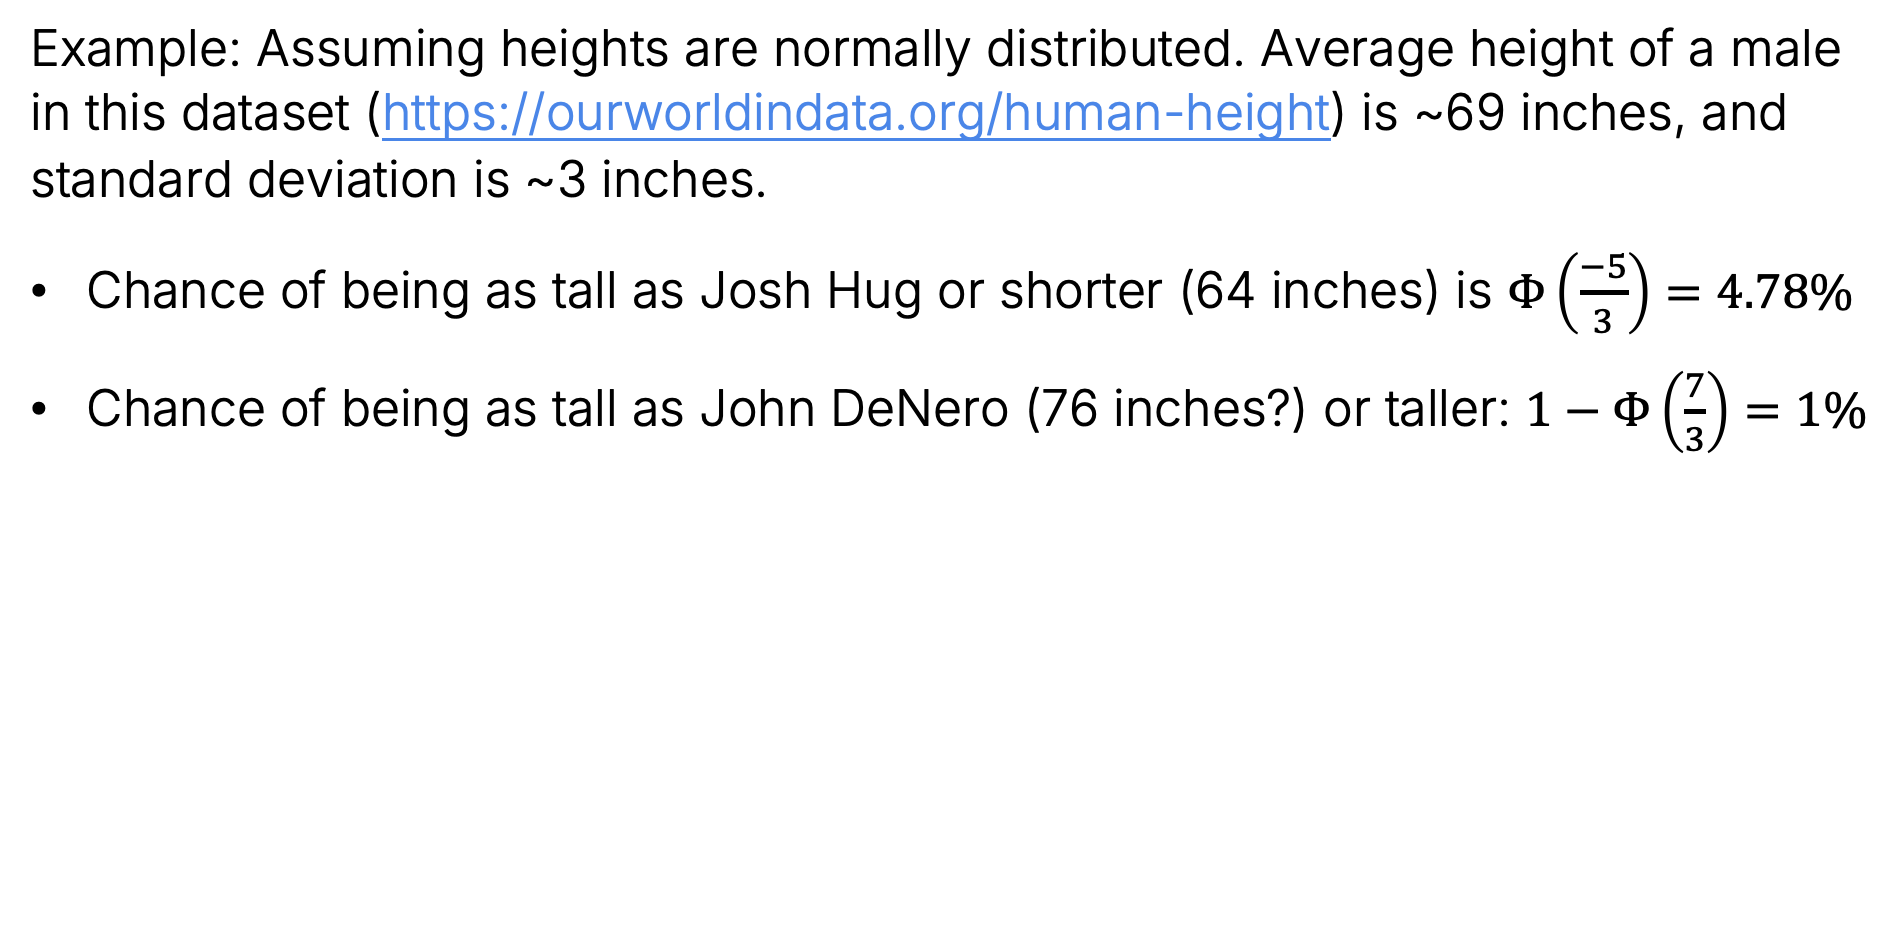 Example: Assuming heights are normally distributed. Average height of a male
in this dataset (https://ourworldindata.org/human-height) is ~69 inches, and
standard deviation is ~3 inches.
• Chance of being as tall as Josh Hug or shorter (64 inches) is Φ(−5/3) = 4.78%
• Chance of being as tall as John DeNero (76 inches?) or taller: 1 − Φ(7/3) = 1%